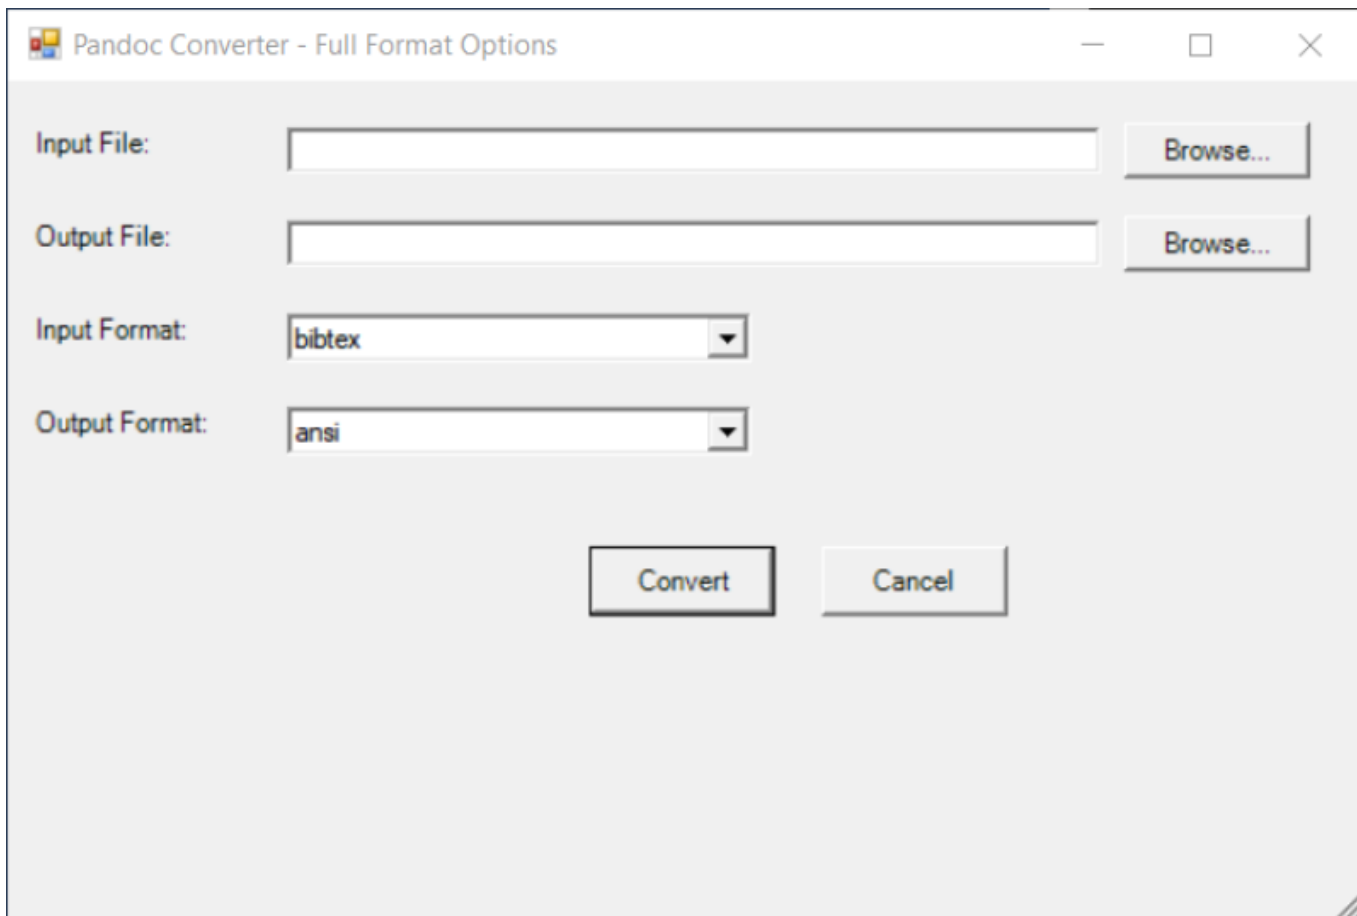 Pandoc Converter - Full Format Options
Input File:
Browse...
Output File:
Browse...
Input Format:
bibtex
Output Format:
ansi
Convert
Cancel